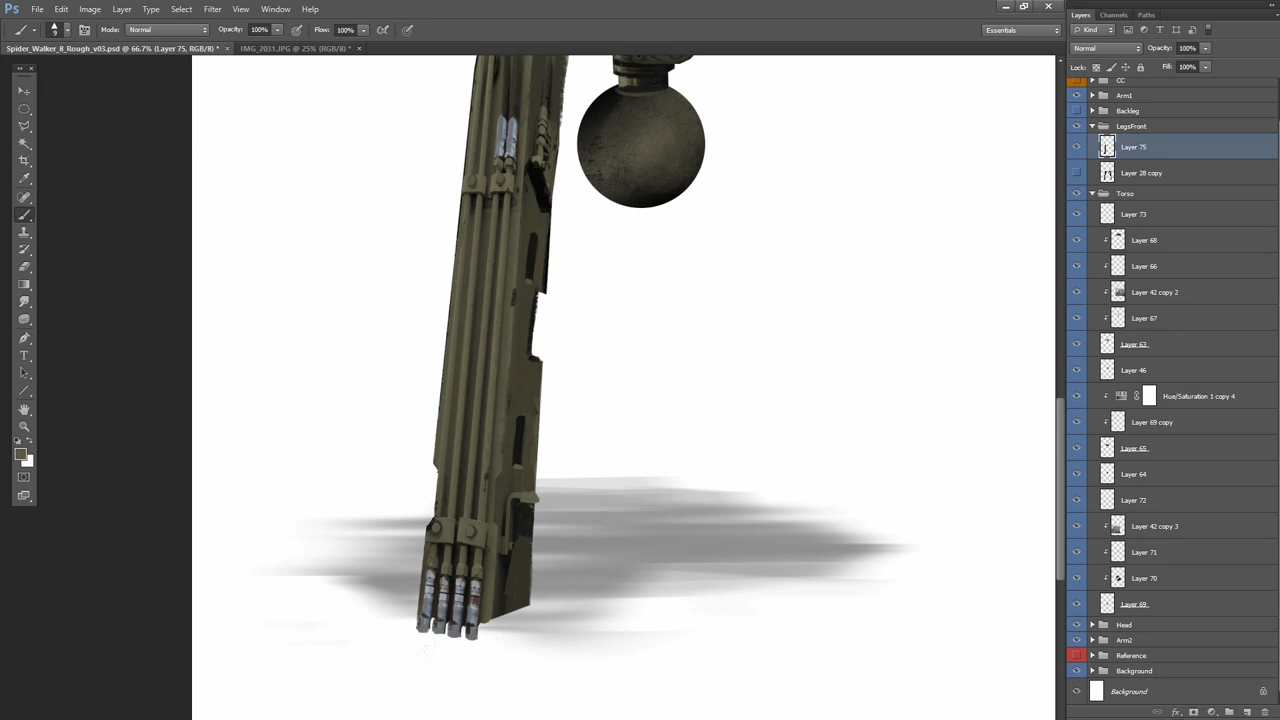 Ps File Edit Image Layer Type Select Filter 3D View Window Help
Mode: Normal Opacity: 100% Flow: 100% Essentials
Spider_Walker_8_Rough_v03.psd @ 66.7% (Layer 75, RGB/8) * × IMG_2031.JPG @ 25% (RGB/8) * ×
9
Layers Channels Paths
Kind
Normal Opacity: 100%
Lock: Fill: 100%
CC
Arm1
Backleg
LegsFront
Layer 75
Layer 28 copy
Torso
Layer 73
Layer 68
Layer 66
Layer 42 copy 2
Layer 67
Layer 63
Layer 46
Hue/Saturation 1 copy 4
Layer 69 copy
Layer 65
Layer 64
Layer 72
Layer 42 copy 3
Layer 71
Layer 70
Layer 69
Head
Arm2
Reference
Background
Background